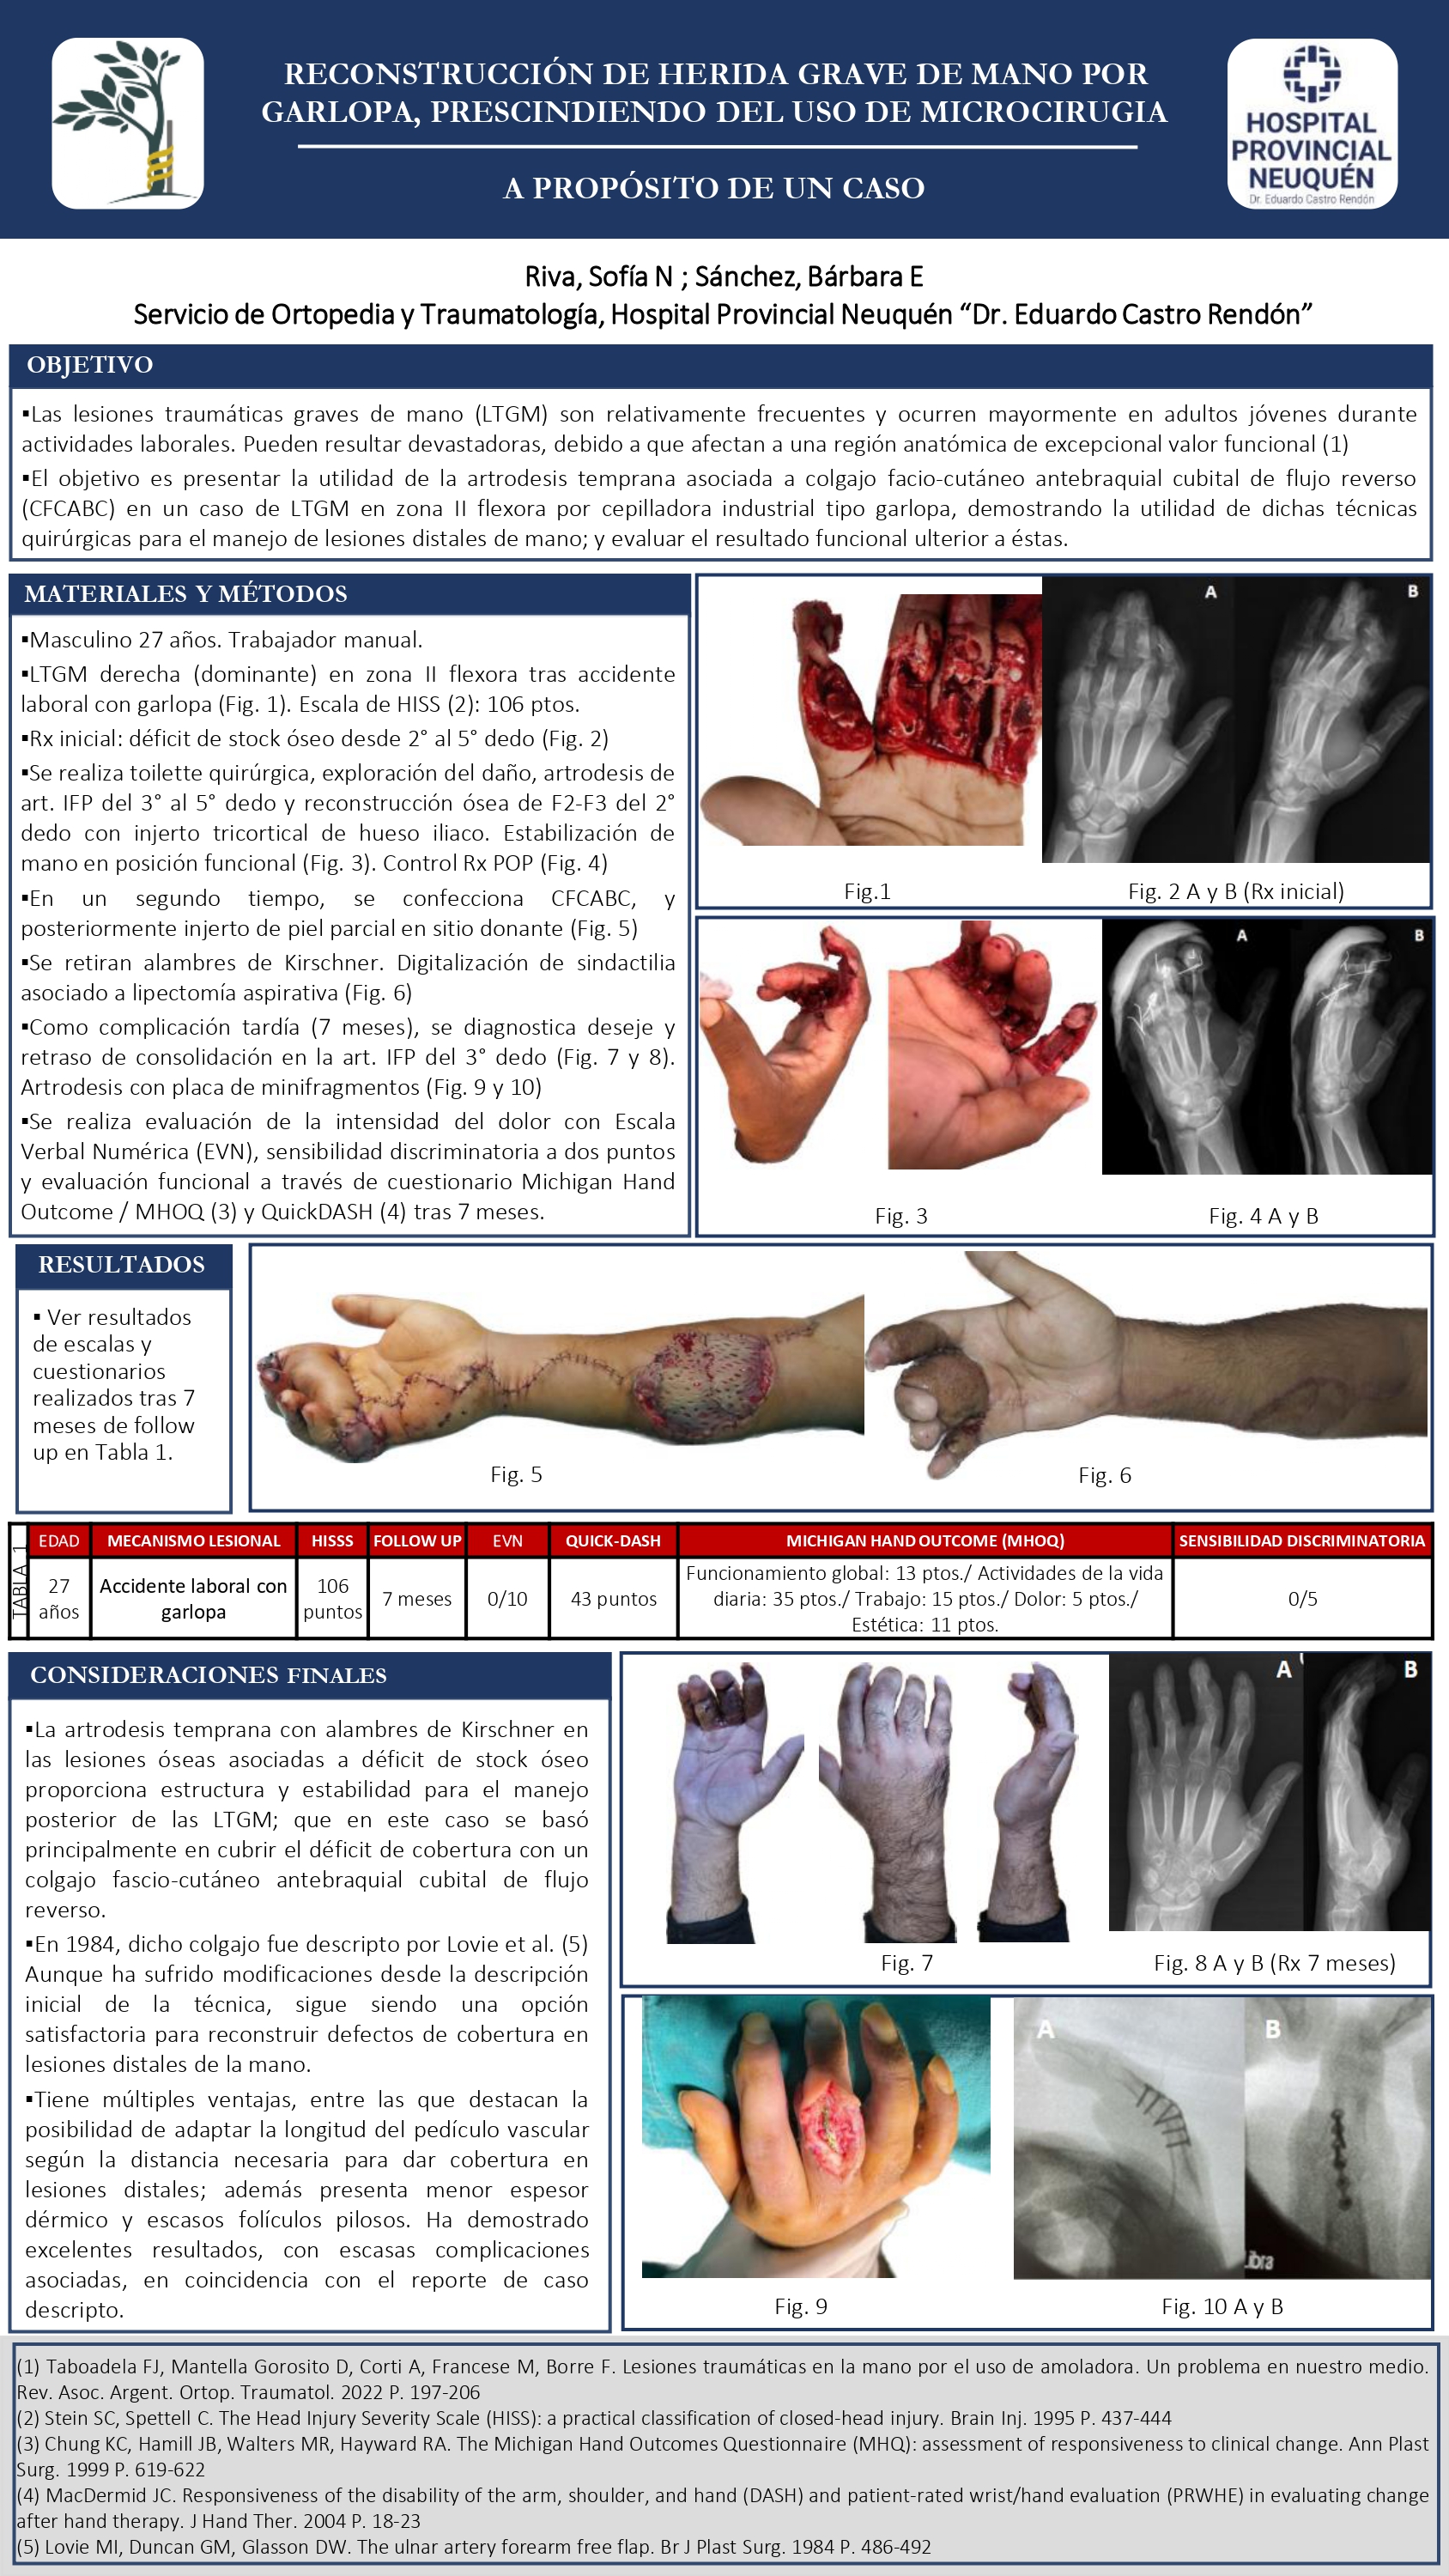 RECONSTRUCCIÓN DE HERIDA GRAVE DE MANO POR
GARLOPA, PRESCINDIENDO DEL USO DE MICROCIRUGIA
A PROPÓSITO DE UN CASO
HOSPITAL
PROVINCIAL
NEUQUÉN
Dr. Eduardo Castro Rendón
Riva, Sofía N ; Sánchez, Bárbara E
Servicio de Ortopedia y Traumatología, Hospital Provincial Neuquén “Dr. Eduardo Castro Rendón”
OBJETIVO
▪Las lesiones traumáticas graves de mano (LTGM) son relativamente frecuentes y ocurren mayormente en adultos jóvenes durante
actividades laborales. Pueden resultar devastadoras, debido a que afectan a una región anatómica de excepcional valor funcional (1)
▪El objetivo es presentar la utilidad de la artrodesis temprana asociada a colgajo facio-cutáneo antebraquial cubital de flujo reverso
(CFCABC) en un caso de LTGM en zona II flexora por cepilladora industrial tipo garlopa, demostrando la utilidad de dichas técnicas
quirúrgicas para el manejo de lesiones distales de mano; y evaluar el resultado funcional ulterior a éstas.
MATERIALES Y MÉTODOS
▪Masculino 27 años. Trabajador manual.
▪LTGM derecha (dominante) en zona II flexora tras accidente
laboral con garlopa (Fig. 1). Escala de HISS (2): 106 ptos.
▪Rx inicial: déficit de stock óseo desde 2° al 5° dedo (Fig. 2)
▪Se realiza toilette quirúrgica, exploración del daño, artrodesis de
art. IFP del 3° al 5° dedo y reconstrucción ósea de F2-F3 del 2°
dedo con injerto tricortical de hueso iliaco. Estabilización de
mano en posición funcional (Fig. 3). Control Rx POP (Fig. 4)
▪En un segundo tiempo, se confecciona CFCABC, y
posteriormente injerto de piel parcial en sitio donante (Fig. 5)
▪Se retiran alambres de Kirschner. Digitalización de sindactilia
asociado a lipectomía aspirativa (Fig. 6)
▪Como complicación tardía (7 meses), se diagnostica deseje y
retraso de consolidación en la art. IFP del 3° dedo (Fig. 7 y 8).
Artrodesis con placa de minifragmentos (Fig. 9 y 10)
▪Se realiza evaluación de la intensidad del dolor con Escala
Verbal Numérica (EVN), sensibilidad discriminatoria a dos puntos
y evaluación funcional a través de cuestionario Michigan Hand
Outcome / MHOQ (3) y QuickDASH (4) tras 7 meses.
A
B
Fig.1
Fig. 2 A y B (Rx inicial)
A
B
Fig. 3
Fig. 4 A y B
RESULTADOS
▪ Ver resultados
de escalas y
cuestionarios
realizados tras 7
meses de follow
up en Tabla 1.
Fig. 5
Fig. 6
TABLA 1
EDAD MECANISMO LESIONAL HISSS FOLLOW UP EVN QUICK-DASH MICHIGAN HAND OUTCOME (MHOQ) SENSIBILIDAD DISCRIMINATORIA
27
años
Accidente laboral con
garlopa
106
puntos
7 meses
0/10
43 puntos
Funcionamiento global: 13 ptos./ Actividades de la vida
diaria: 35 ptos./ Trabajo: 15 ptos./ Dolor: 5 ptos./
Estética: 11 ptos.
0/5
CONSIDERACIONES FINALES
▪La artrodesis temprana con alambres de Kirschner en
las lesiones óseas asociadas a déficit de stock óseo
proporciona estructura y estabilidad para el manejo
posterior de las LTGM; que en este caso se basó
principalmente en cubrir el déficit de cobertura con un
colgajo fascio-cutáneo antebraquial cubital de flujo
reverso.
▪En 1984, dicho colgajo fue descripto por Lovie et al. (5)
Aunque ha sufrido modificaciones desde la descripción
inicial de la técnica, sigue siendo una opción
satisfactoria para reconstruir defectos de cobertura en
lesiones distales de la mano.
▪Tiene múltiples ventajas, entre las que destacan la
posibilidad de adaptar la longitud del pedículo vascular
según la distancia necesaria para dar cobertura en
lesiones distales; además presenta menor espesor
dérmico y escasos folículos pilosos. Ha demostrado
excelentes resultados, con escasas complicaciones
asociadas, en coincidencia con el reporte de caso
descripto.
A
B
Fig. 7
Fig. 8 A y B (Rx 7 meses)
A
B
Libra
Fig. 9
Fig. 10 A y B
(1) Taboadela FJ, Mantella Gorosito D, Corti A, Francese M, Borre F. Lesiones traumáticas en la mano por el uso de amoladora. Un problema en nuestro medio.
Rev. Asoc. Argent. Ortop. Traumatol. 2022 P. 197-206
(2) Stein SC, Spettell C. The Head Injury Severity Scale (HISS): a practical classification of closed-head injury. Brain Inj. 1995 P. 437-444
(3) Chung KC, Hamill JB, Walters MR, Hayward RA. The Michigan Hand Outcomes Questionnaire (MHQ): assessment of responsiveness to clinical change. Ann Plast
Surg. 1999 P. 619-622
(4) MacDermid JC. Responsiveness of the disability of the arm, shoulder, and hand (DASH) and patient-rated wrist/hand evaluation (PRWHE) in evaluating change
after hand therapy. J Hand Ther. 2004 P. 18-23
(5) Lovie MI, Duncan GM, Glasson DW. The ulnar artery forearm free flap. Br J Plast Surg. 1984 P. 486-492